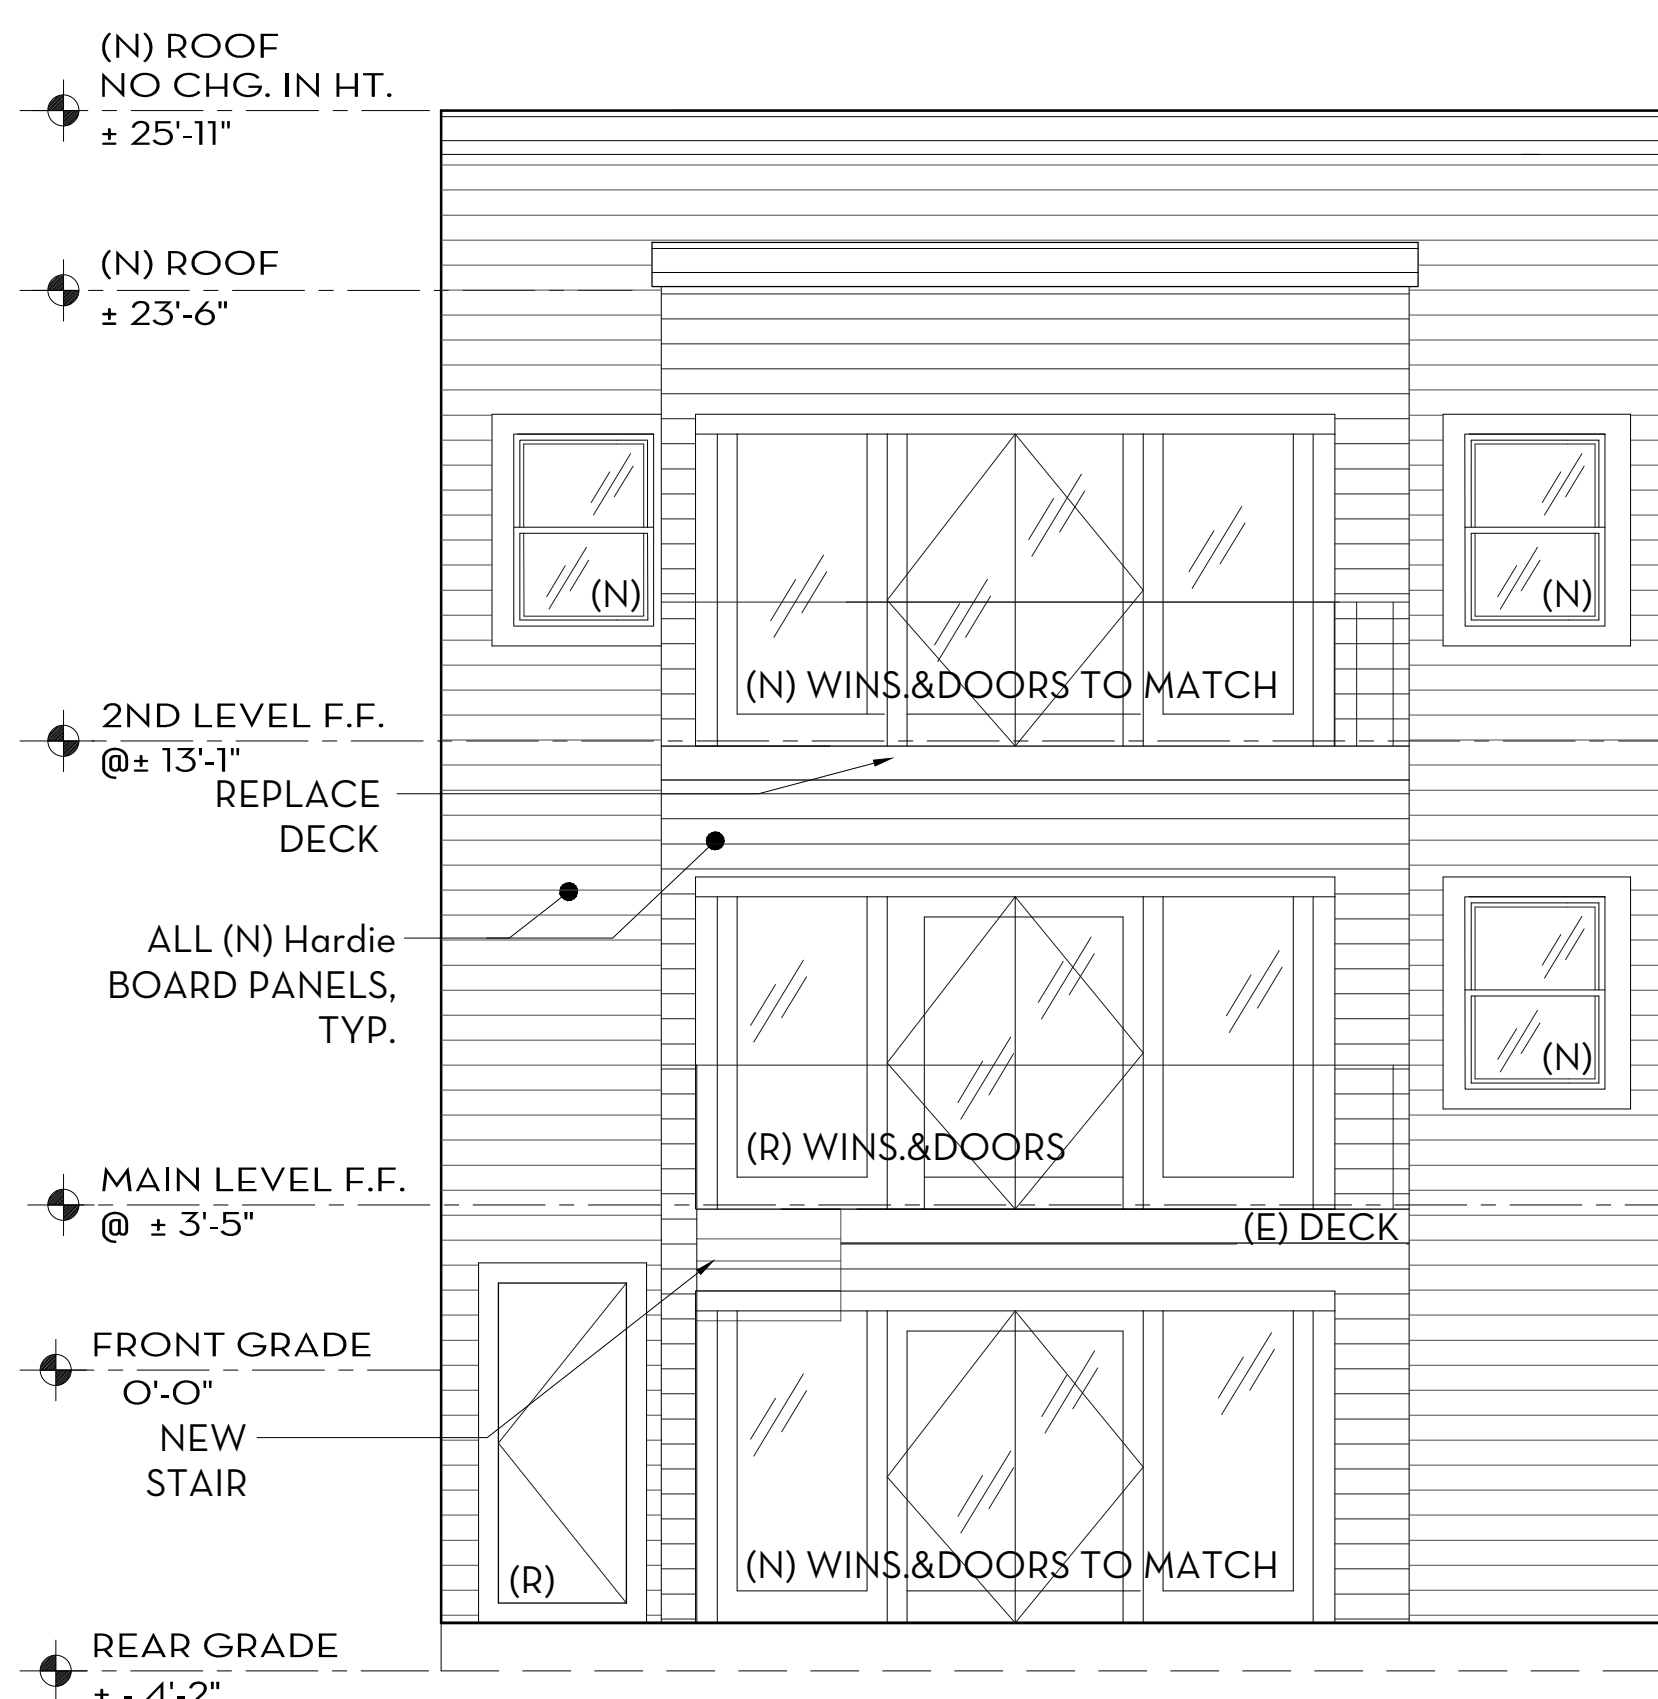 (N) ROOF
NO CHG. IN HT.
± 25'-11"
(N) ROOF
± 23'-6"
(N)
(N)
(N) WINS.&DOORS TO MATCH
2ND LEVEL F.F.
@± 13'-1"
REPLACE
DECK
ALL (N) Hardie
BOARD PANELS,
TYP.
(N)
(R) WINS.&DOORS
MAIN LEVEL F.F.
@ ± 3'-5"
(E) DECK
FRONT GRADE
0'-0"
NEW
STAIR
(R)
(N) WINS.&DOORS TO MATCH
REAR GRADE
± - 4'-2"